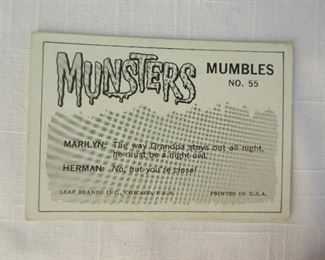 MUNSTERS
MUMBLES
NO. 55
MARILYN: The way Grandpa stays out all night,
he must be a night owl.
HERMAN: No, but you're close!
LEAF BRANDS INC., CHICAGO, U.S.A. PRINTED IN U.S.A.